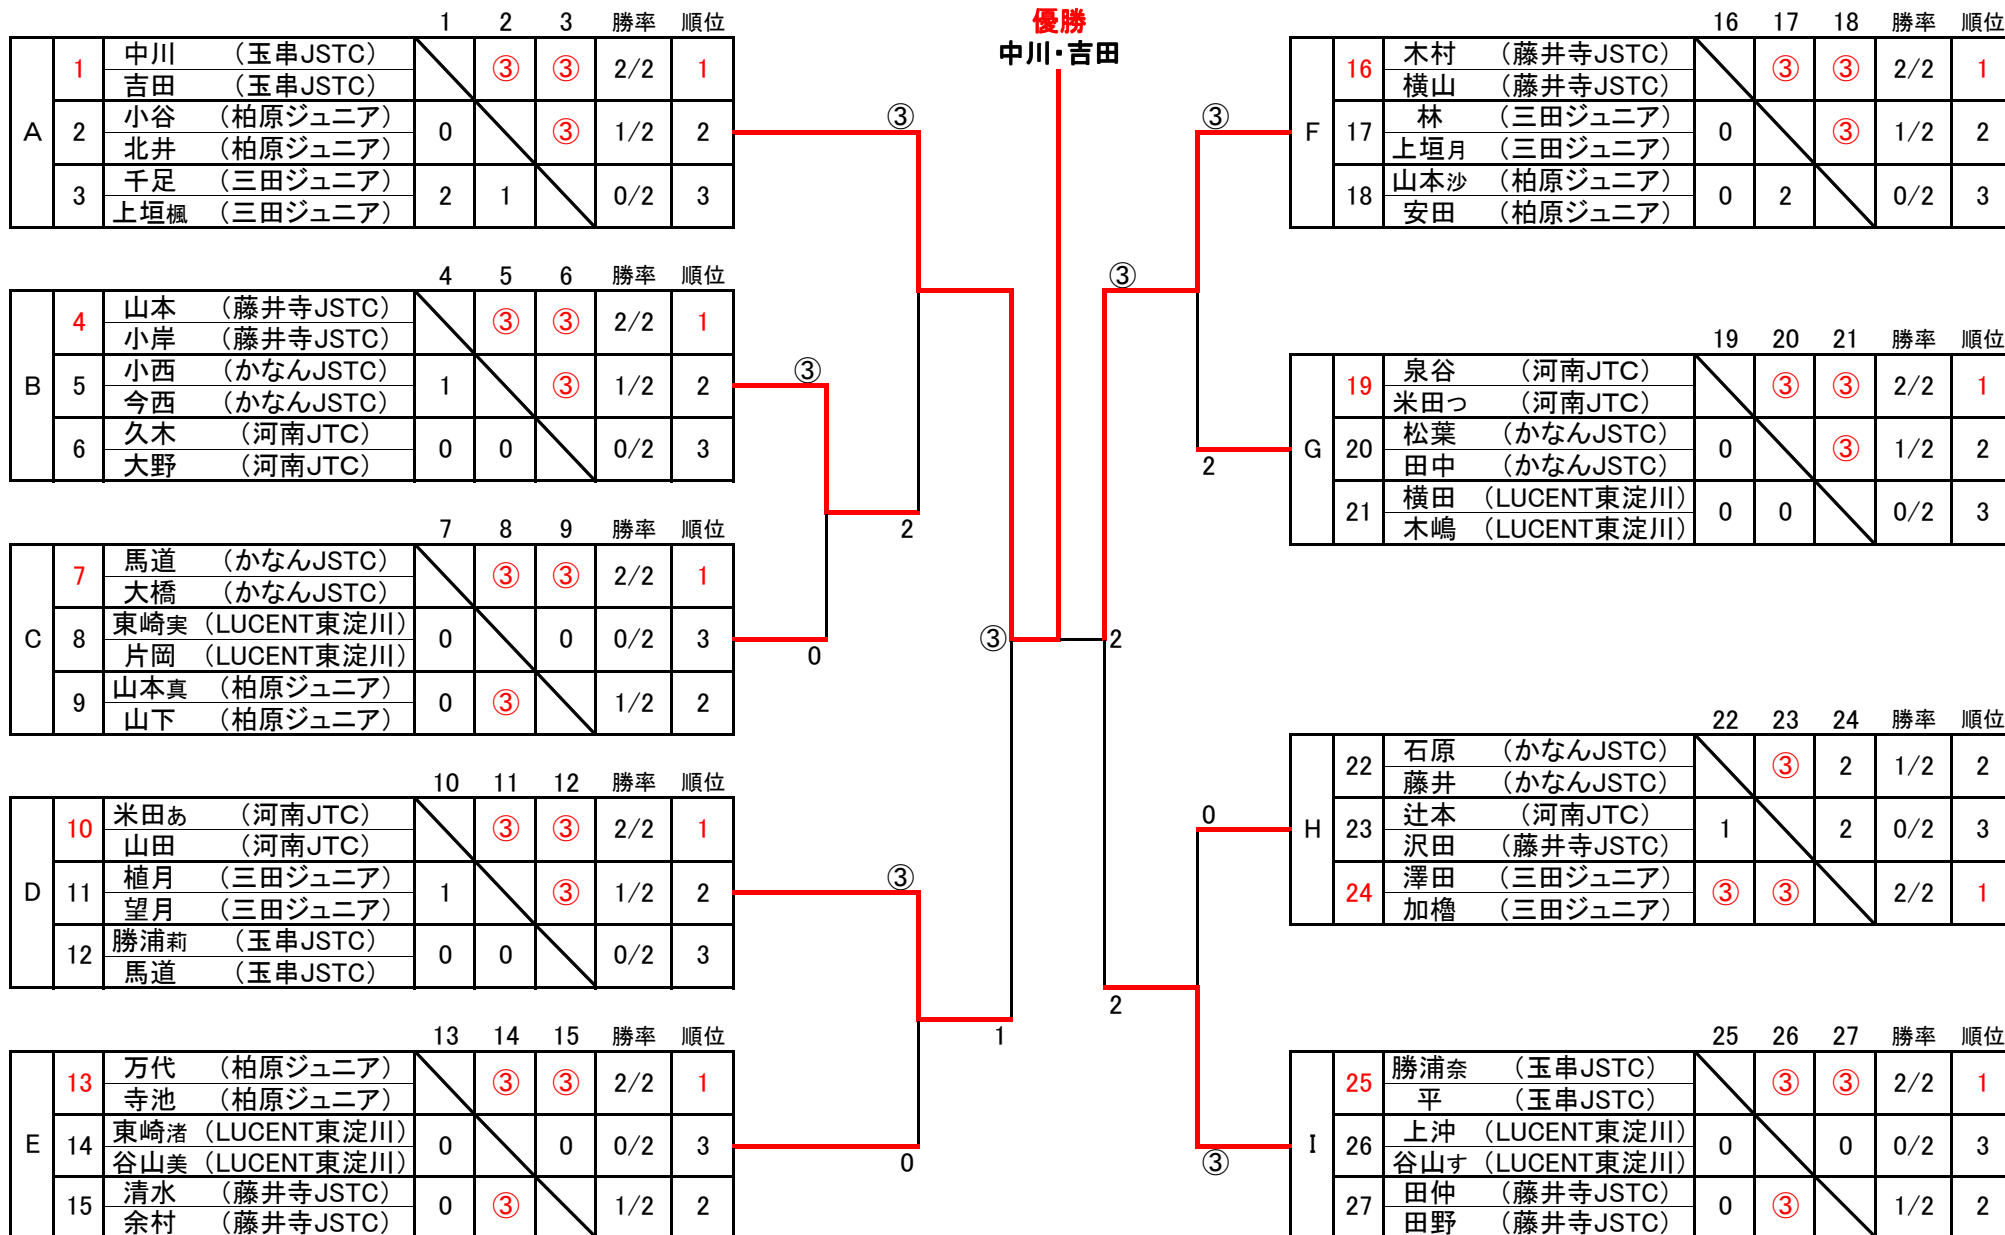 優勝
中川・吉田
1 2 3 勝率 順位
A
1 中川 (玉串JSTC) ③ ③ 2/2 1
吉田 (玉串JSTC)
2 小谷 (柏原ジュニア) 0 ③ 1/2 2
北井 (柏原ジュニア)
3 千足 (三田ジュニア) 2 1 0/2 3
上垣楓 (三田ジュニア)
4 5 6 勝率 順位
B
4 山本 (藤井寺JSTC) ③ ③ 2/2 1
小岸 (藤井寺JSTC)
5 小西 (かなんJSTC) 1 ③ 1/2 2
今西 (かなんJSTC)
6 久木 (河南JTC) 0 0 0/2 3
大野 (河南JTC)
7 8 9 勝率 順位
C
7 馬道 (かなんJSTC) ③ ③ 2/2 1
大橋 (かなんJSTC)
8 東崎実 (LUCENT東淀川) 0 0 0/2 3
片岡 (LUCENT東淀川)
9 山本真 (柏原ジュニア) 0 ③ 1/2 2
山下 (柏原ジュニア)
10 11 12 勝率 順位
D
10 米田あ (河南JTC) ③ ③ 2/2 1
山田 (河南JTC)
11 植月 (三田ジュニア) 1 ③ 1/2 2
望月 (三田ジュニア)
12 勝浦莉 (玉串JSTC) 0 0 0/2 3
馬道 (玉串JSTC)
13 14 15 勝率 順位
E
13 万代 (柏原ジュニア) ③ ③ 2/2 1
寺池 (柏原ジュニア)
14 東崎渚 (LUCENT東淀川) 0 0 0/2 3
谷山美 (LUCENT東淀川)
15 清水 (藤井寺JSTC) 0 ③ 1/2 2
余村 (藤井寺JSTC)
③
③
2
0
③
③
1
0
③
③
2
2
0
2
③
16 17 18 勝率 順位
F
16 木村 (藤井寺JSTC) ③ ③ 2/2 1
横山 (藤井寺JSTC)
17 林 (三田ジュニア) 0 ③ 1/2 2
上垣月 (三田ジュニア)
18 山本沙 (柏原ジュニア) 0 2 0/2 3
安田 (柏原ジュニア)
19 20 21 勝率 順位
G
19 泉谷 (河南JTC) ③ ③ 2/2 1
米田つ (河南JTC)
20 松葉 (かなんJSTC) 0 ③ 1/2 2
田中 (かなんJSTC)
21 横田 (LUCENT東淀川) 0 0 0/2 3
木嶋 (LUCENT東淀川)
22 23 24 勝率 順位
H
22 石原 (かなんJSTC) ③ 2 1/2 2
藤井 (かなんJSTC)
23 辻本 (河南JTC) 1 2 0/2 3
沢田 (藤井寺JSTC)
24 澤田 (三田ジュニア) ③ ③ 2/2 1
加櫓 (三田ジュニア)
25 26 27 勝率 順位
I
25 勝浦奈 (玉串JSTC) ③ ③ 2/2 1
平 (玉串JSTC)
26 上沖 (LUCENT東淀川) 0 0 0/2 3
谷山す (LUCENT東淀川)
27 田仲 (藤井寺JSTC) 0 ③ 1/2 2
田野 (藤井寺JSTC)